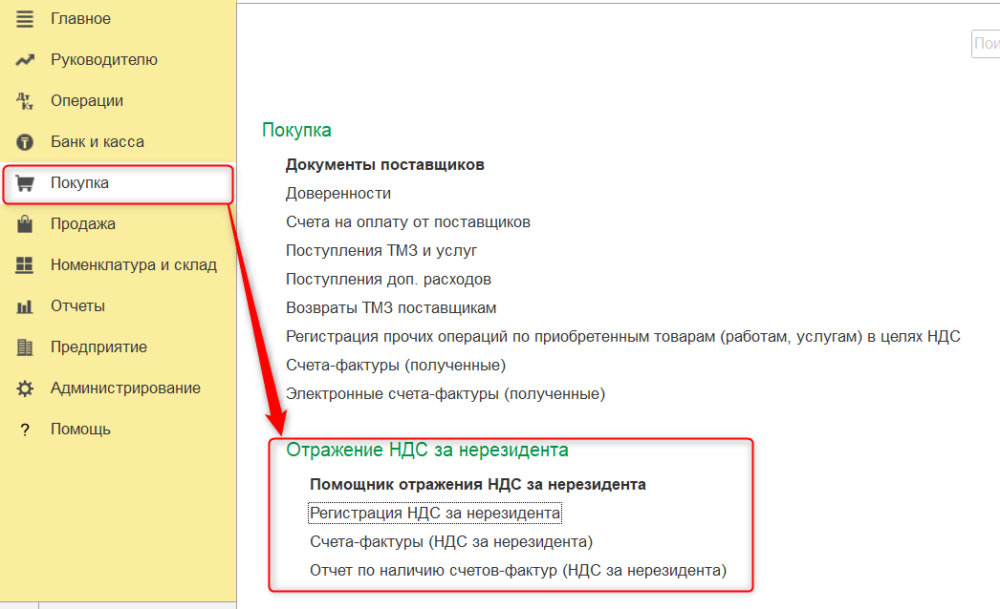 Главное
Руководителю
Дт Кт
Операции
Банк и касса
Покупка
Продажа
Номенклатура и склад
Отчеты
Предприятие
Администрирование
? Помощь
Пои
Покупка
Документы поставщиков
Доверенности
Счета на оплату от поставщиков
Поступления ТМЗ и услуг
Поступления доп. расходов
Возвраты ТМЗ поставщикам
Регистрация прочих операций по приобретенным товарам (работам, услугам) в целях НДС
Счета-фактуры (полученные)
Электронные счета-фактуры (полученные)
Отражение НДС за нерезидента
Помощник отражения НДС за нерезидента
Регистрация НДС за нерезидента
Счета-фактуры (НДС за нерезидента)
Отчет по наличию счетов-фактур (НДС за нерезидента)